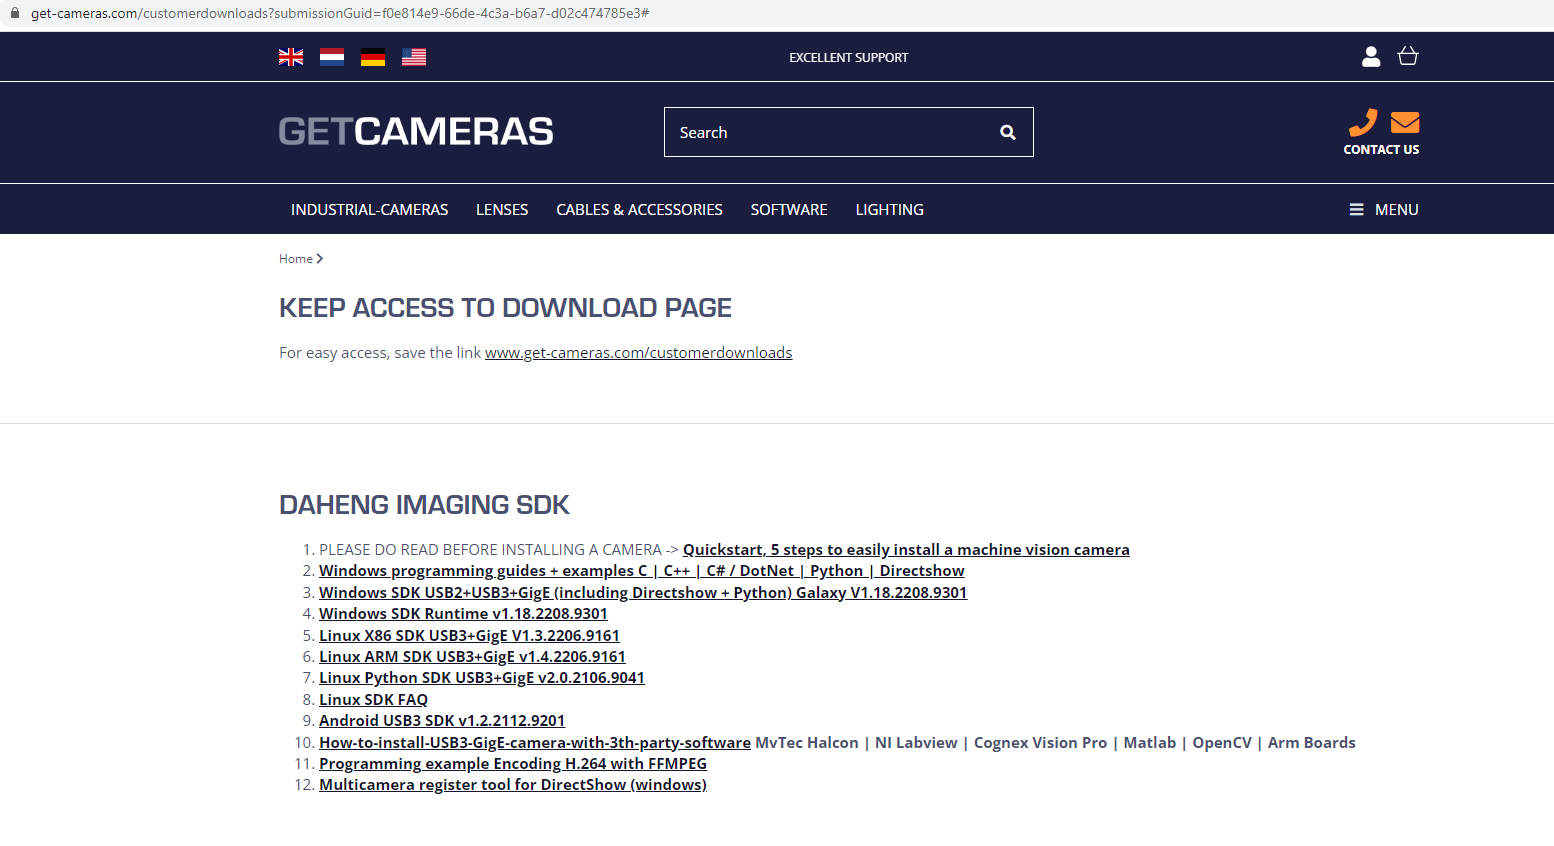 get-cameras.com/customerdownloads?submissionGuid=f0e814e9-66de-4c3a-b6a7-d02c474785e3#
EXCELLENT SUPPORT
GETCAMERAS
Search
CONTACT US
INDUSTRIAL-CAMERAS LENSES CABLES & ACCESSORIES SOFTWARE LIGHTING MENU
Home
KEEP ACCESS TO DOWNLOAD PAGE
For easy access, save the link www.get-cameras.com/customerdownloads
DAHENG IMAGING SDK
1. PLEASE DO READ BEFORE INSTALLING A CAMERA -> Quickstart, 5 steps to easily install a machine vision camera
2. Windows programming guides + examples C | C++ | C# / DotNet | Python | Directshow
3. Windows SDK USB2+USB3+GigE (including Directshow + Python) Galaxy V1.18.2208.9301
4. Windows SDK Runtime v1.18.2208.9301
5. Linux X86 SDK USB3+GigE V1.3.2206.9161
6. Linux ARM SDK USB3+GigE v1.4.2206.9161
7. Linux Python SDK USB3+GigE v2.0.2106.9041
8. Linux SDK FAQ
9. Android USB3 SDK v1.2.2112.9201
10. How-to-install-USB3-GigE-camera-with-3th-party-software MvTec Halcon | NI Labview | Cognex Vision Pro | Matlab | OpenCV | Arm Boards
11. Programming example Encoding H.264 with FFMPEG
12. Multicamera register tool for DirectShow (windows)